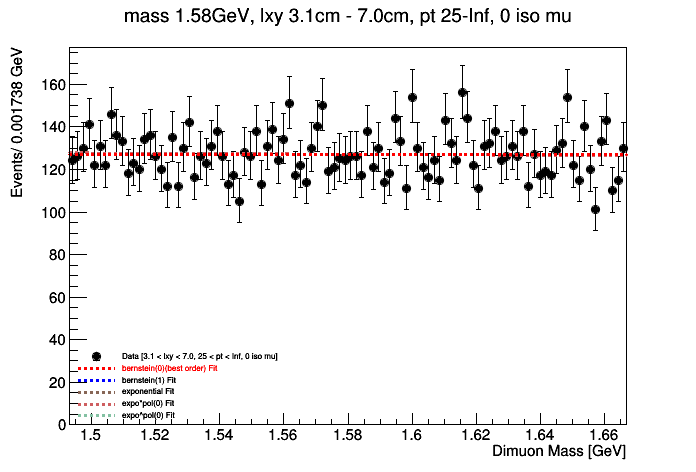 mass 1.58GeV, lxy 3.1cm - 7.0cm, pt 25-Inf, 0 iso mu
Events/ 0.001738 GeV
160
140
120
100
80
60
40
20
0
Data [3.1 < lxy < 7.0, 25 < pt < Inf, 0 iso mu]
bernstein(0)(best order) Fit
bernstein(1) Fit
exponential Fit
expo*pol(0) Fit
expo^pol(0) Fit
1.5 1.52 1.54 1.56 1.58 1.6 1.62 1.64 1.66
Dimuon Mass [GeV]